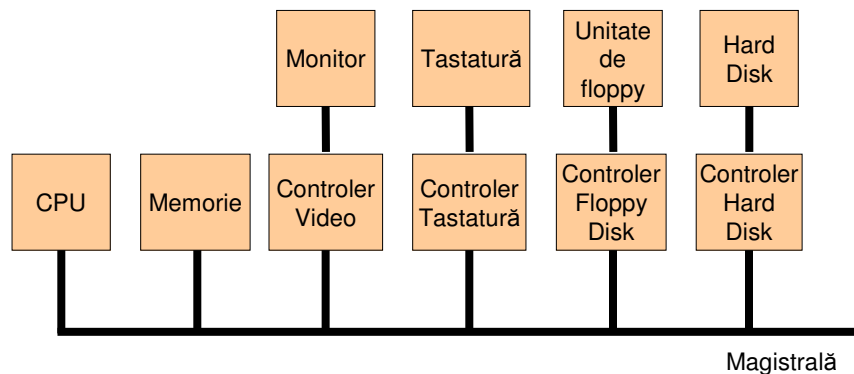 Monitor
Tastatură
Unitate
de
floppy
Hard
Disk
CPU
Memorie
Controler
Video
Controler
Tastatură
Controler
Floppy
Disk
Controler
Hard
Disk
Magistrală